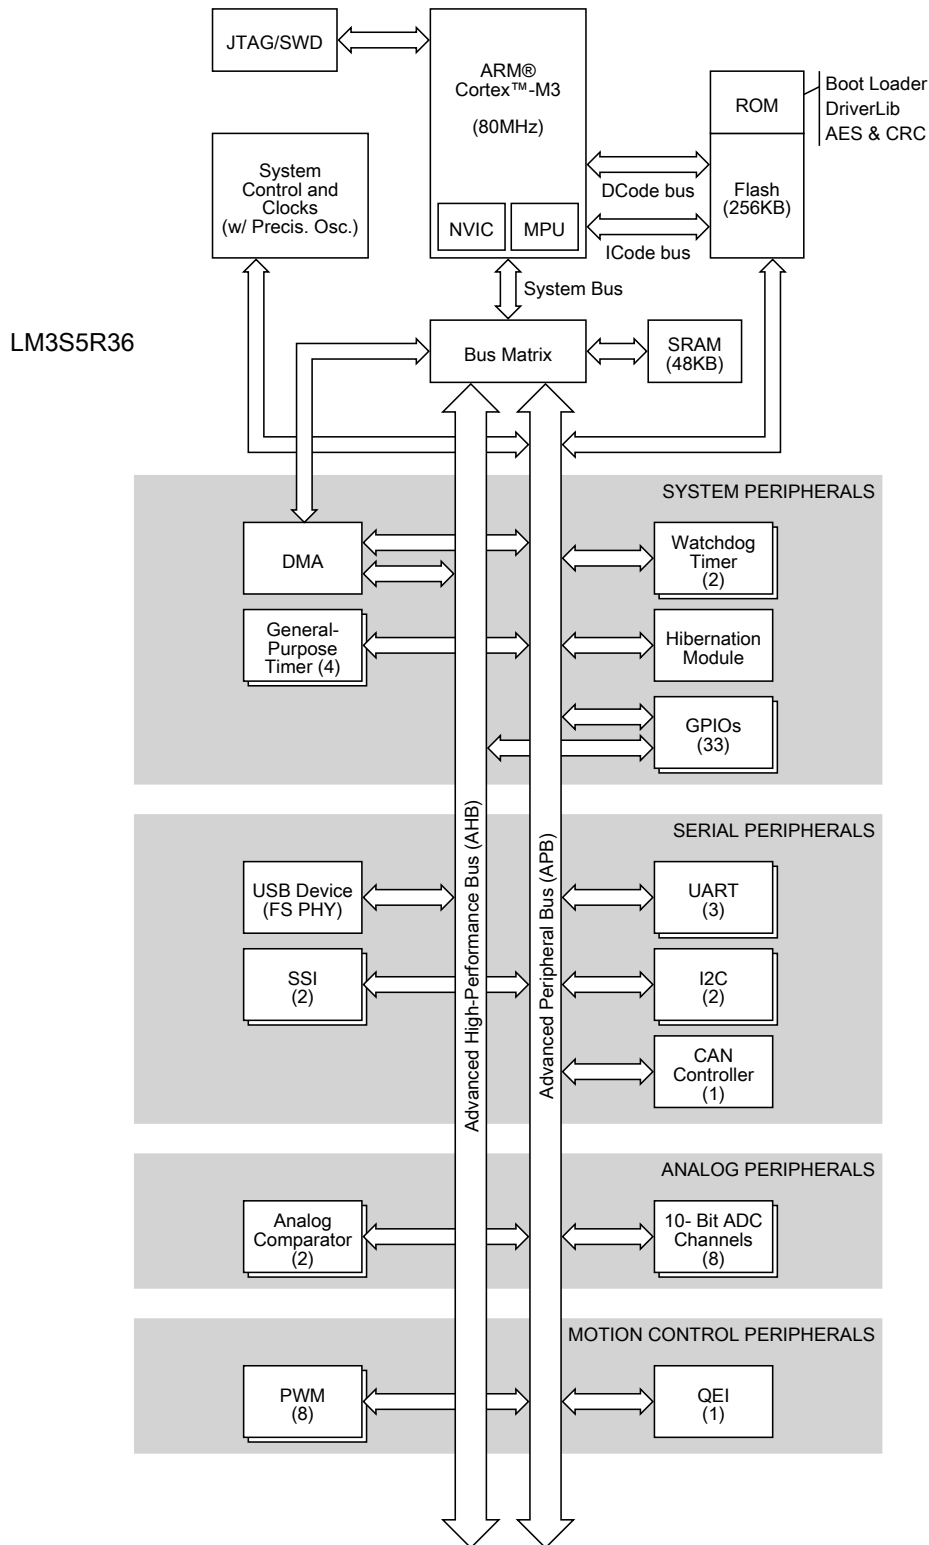 JTAG/SWD
ARM®
Cortex™-M3
(80MHz)
NVIC
MPU
ROM
Boot Loader
DriverLib
AES & CRC
Flash
(256KB)
DCode bus
ICode bus
System
Control and
Clocks
(w/ Precis. Osc.)
System Bus
LM3S5R36
Bus Matrix
SRAM
(48KB)
SYSTEM PERIPHERALS
DMA
Watchdog
Timer
(2)
General-
Purpose
Timer (4)
Hibernation
Module
GPIOs
(33)
Advanced High-Performance Bus (AHB)
Advanced Peripheral Bus (APB)
SERIAL PERIPHERALS
USB Device
(FS PHY)
UART
(3)
SSI
(2)
I2C
(2)
CAN
Controller
(1)
ANALOG PERIPHERALS
Analog
Comparator
(2)
10- Bit ADC
Channels
(8)
MOTION CONTROL PERIPHERALS
PWM
(8)
QEI
(1)